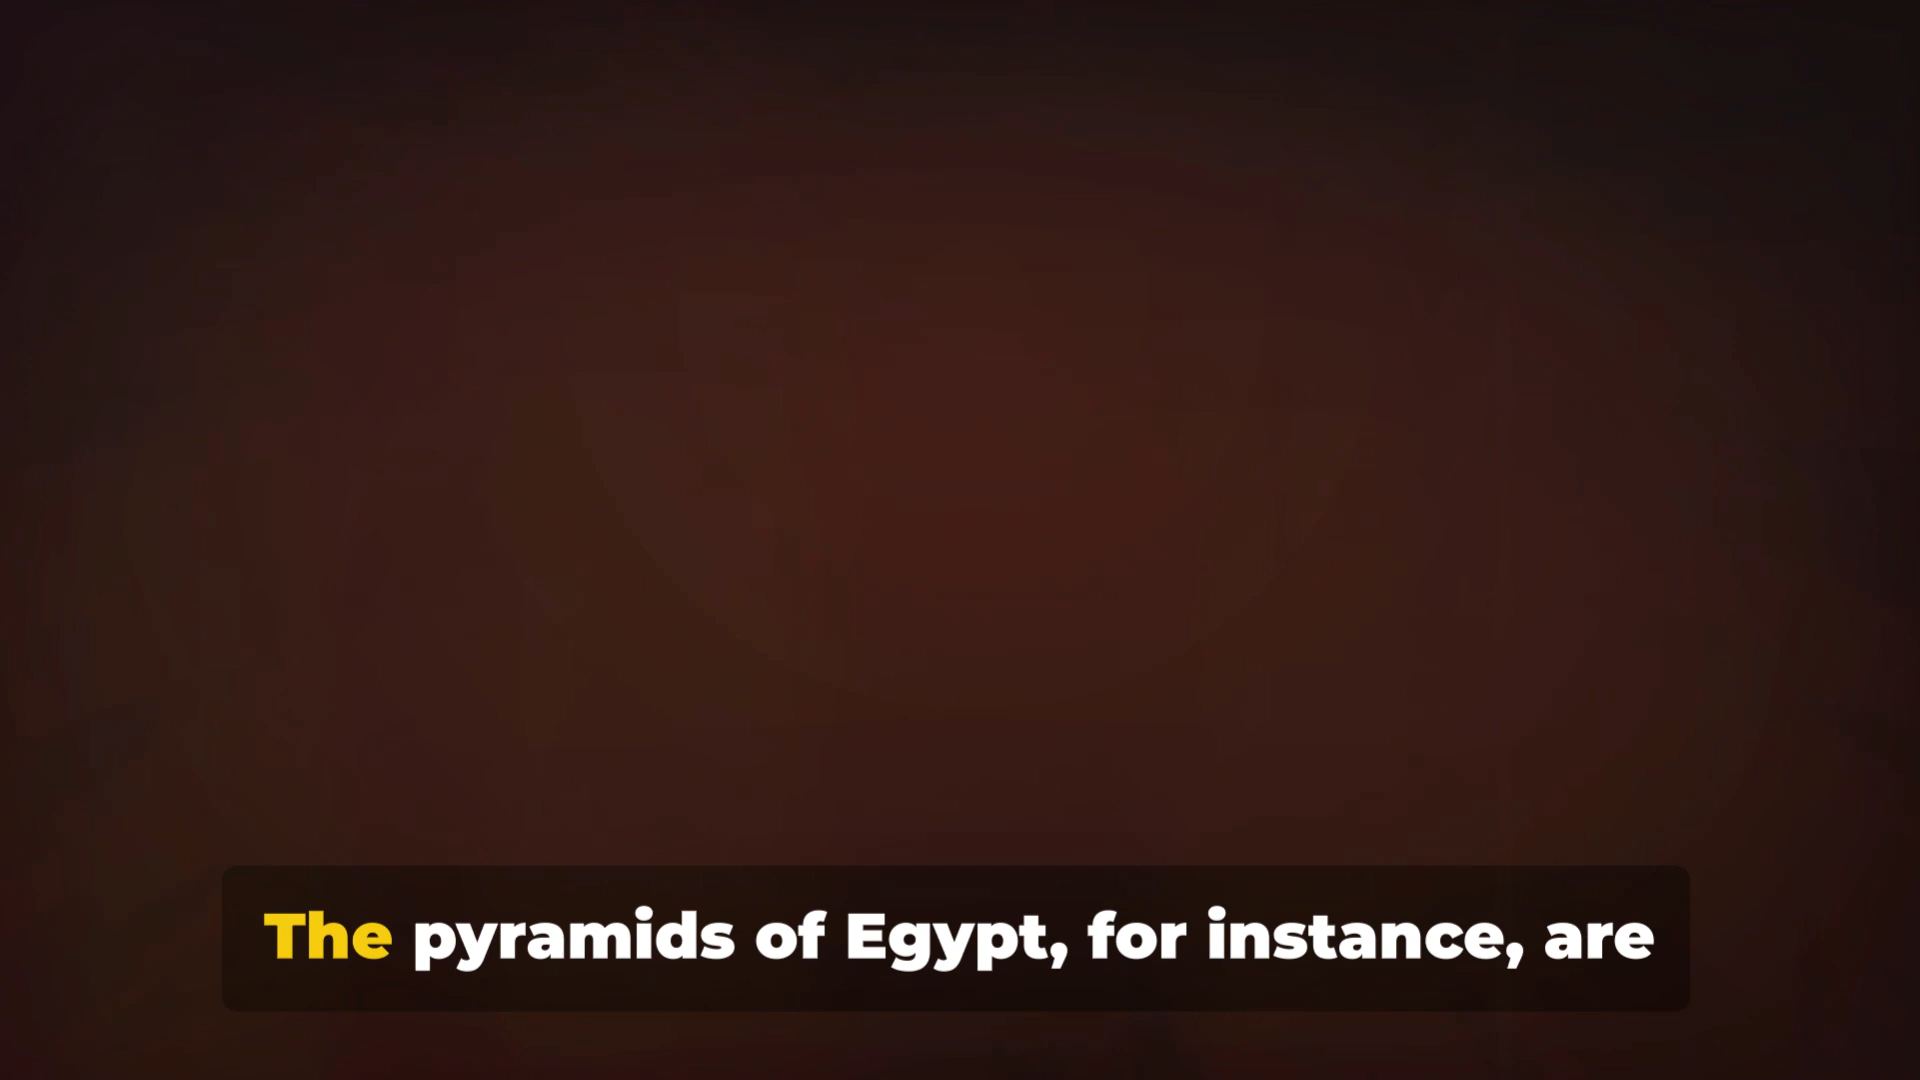 The pyramids of Egypt, for instance, are